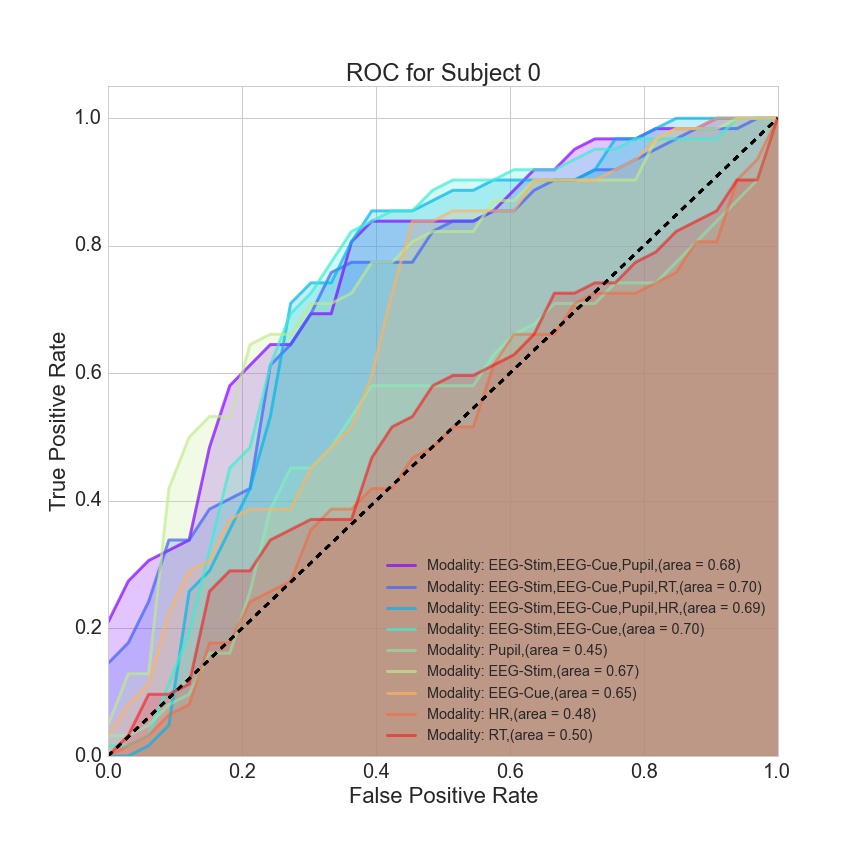 ROC for Subject 0
True Positive Rate
1.0
0.8
0.6
0.4
0.2
0.0
Modality: EEG-Stim,EEG-Cue,Pupil,(area = 0.68)
Modality: EEG-Stim,EEG-Cue,Pupil,RT,(area = 0.70)
Modality: EEG-Stim,EEG-Cue,Pupil,HR,(area = 0.69)
Modality: EEG-Stim,EEG-Cue,(area = 0.70)
Modality: Pupil,(area = 0.45)
Modality: EEG-Stim,(area = 0.67)
Modality: EEG-Cue,(area = 0.65)
Modality: HR,(area = 0.48)
Modality: RT,(area = 0.50)
0.0 0.2 0.4 0.6 0.8 1.0
False Positive Rate